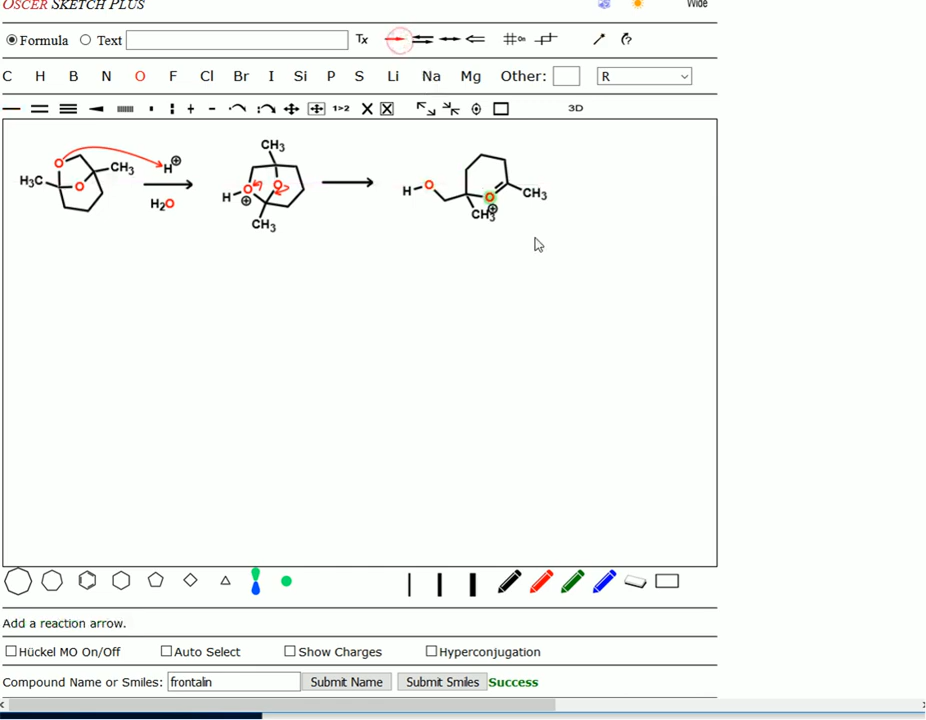 OSCER SKETCH PLUS
Wide
Formula Text Tx #On
C H B N O F Cl Br I Si P S Li Na Mg Other: R
1>2 X X 3D
CH3
CH3 H⊕
H3C O O H2O
H-O O ⊕
CH3
H-O O⊕ CH3
CH3
Add a reaction arrow.
Hückel MO On/Off Auto Select Show Charges Hyperconjugation
Compound Name or Smiles: frontalin Submit Name Submit Smiles Success